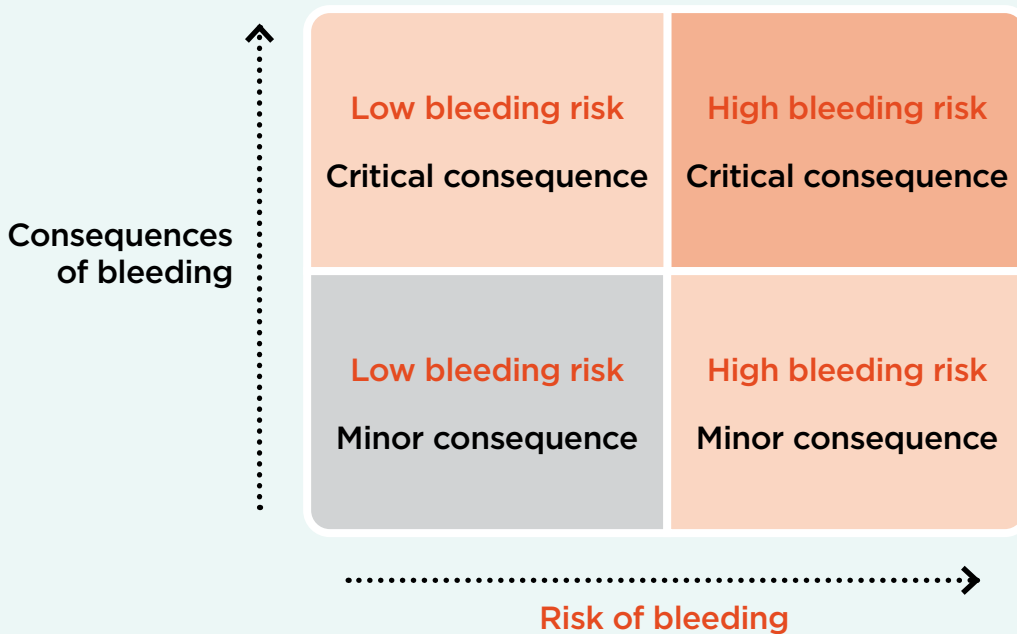 Low bleeding risk
Critical consequence
High bleeding risk
Critical consequence
Consequences
of bleeding
Low bleeding risk
Minor consequence
High bleeding risk
Minor consequence
Risk of bleeding